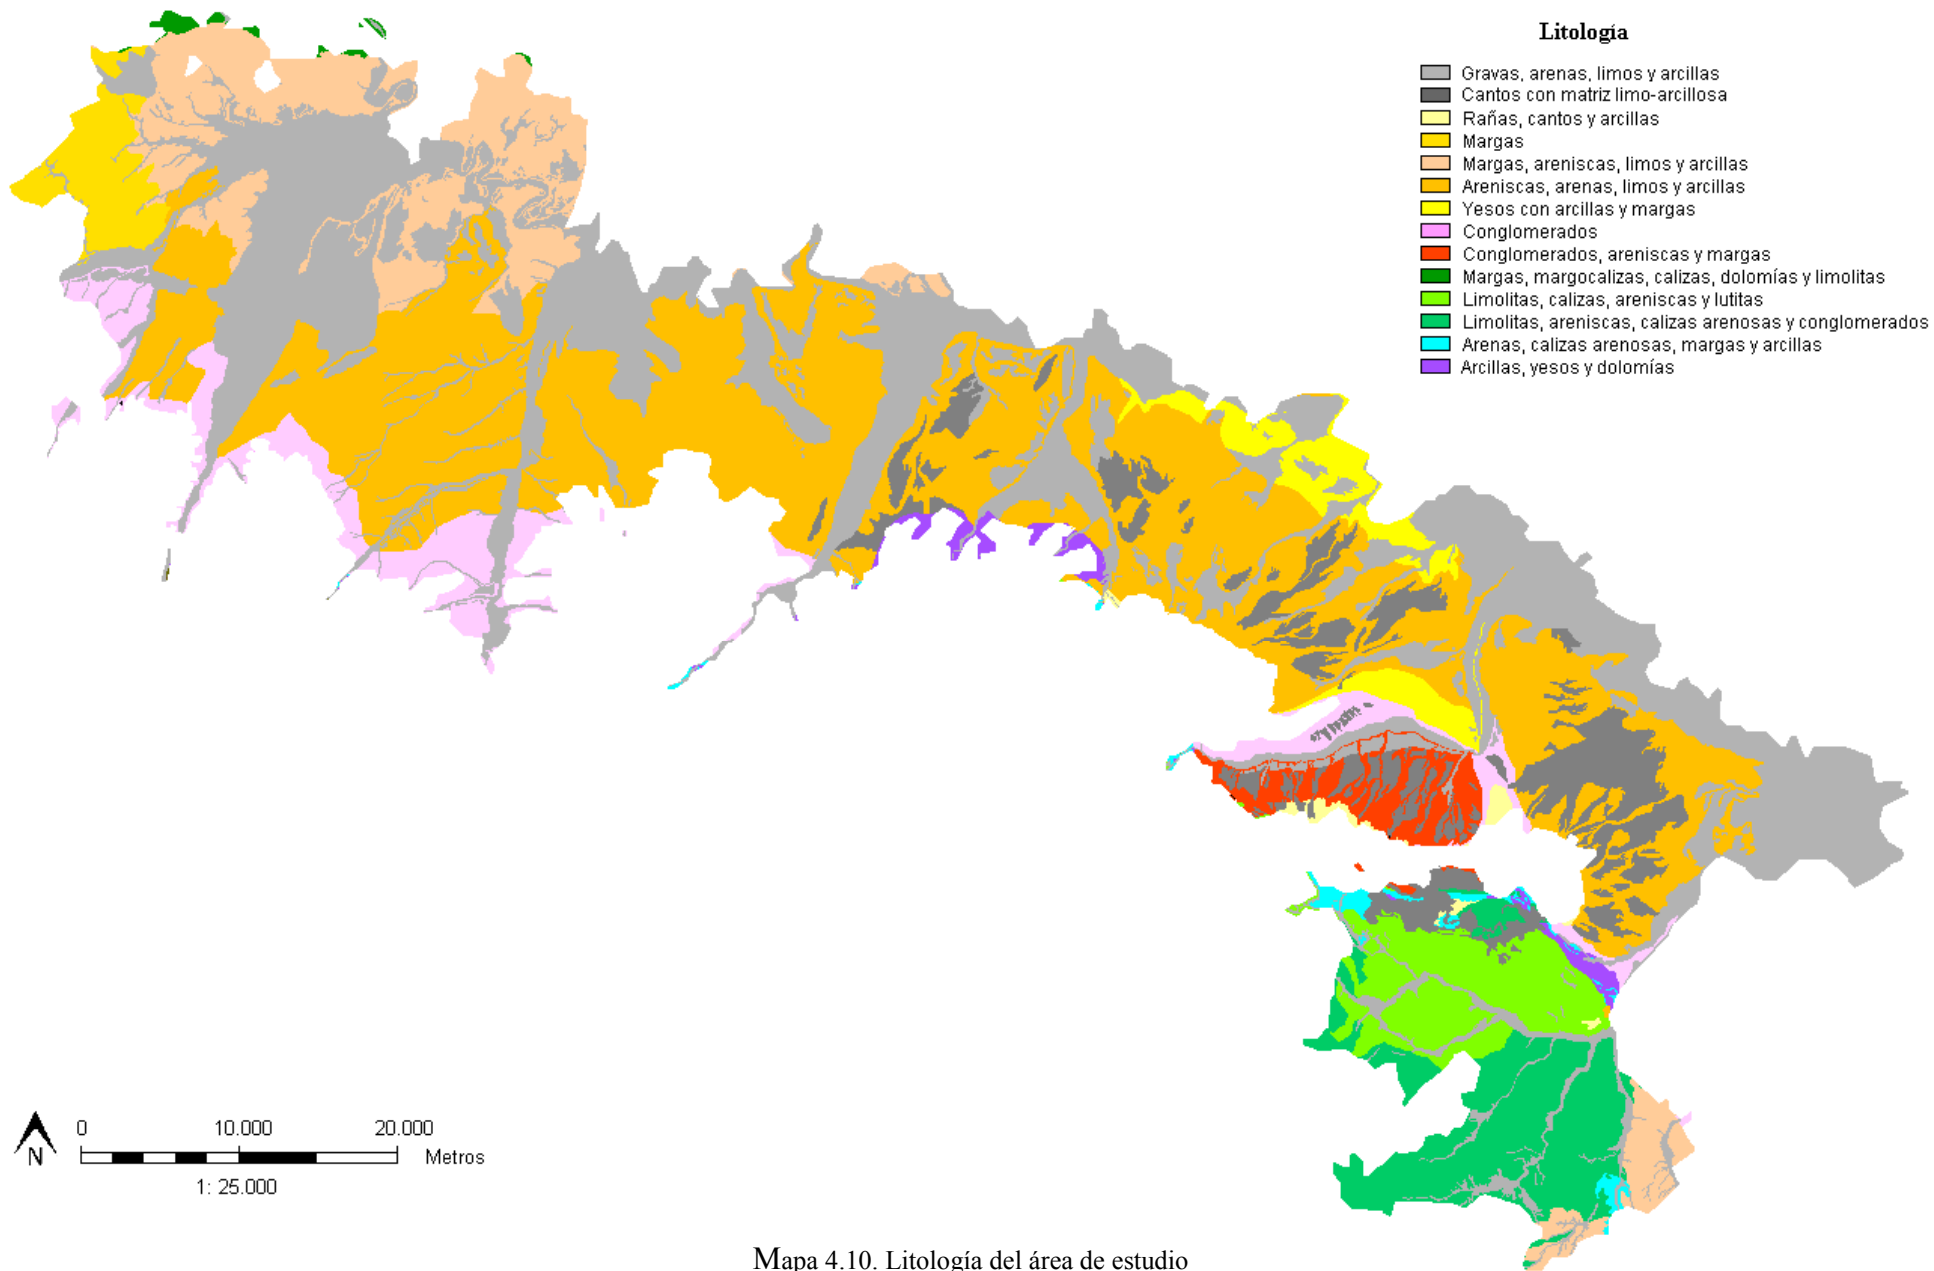 Litología
Gravas, arenas, limos y arcillas
Cantos con matriz limo-arcillosa
Rañas, cantos y arcillas
Margas
Margas, areniscas, limos y arcillas
Areniscas, arenas, limos y arcillas
Yesos con arcillas y margas
Conglomerados
Conglomerados, areniscas y margas
Margas, margocalizas, calizas, dolomías y limolitas
Limolitas, calizas, areniscas y lutitas
Limolitas, areniscas, calizas arenosas y conglomerados
Arenas, calizas arenosas, margas y arcillas
Arcillas, yesos y dolomías
N
0 10.000 20.000
Metros
1: 25.000
Mapa 4.10. Litología del área de estudio